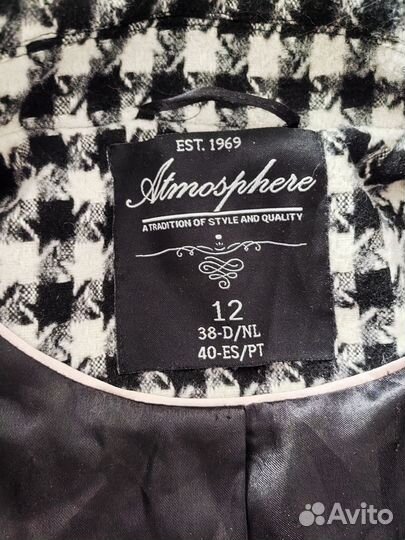 EST. 1969
Atmosphere
A TRADITION OF STYLE AND QUALITY
12
38-D/NL
40-ES/PT
Avito